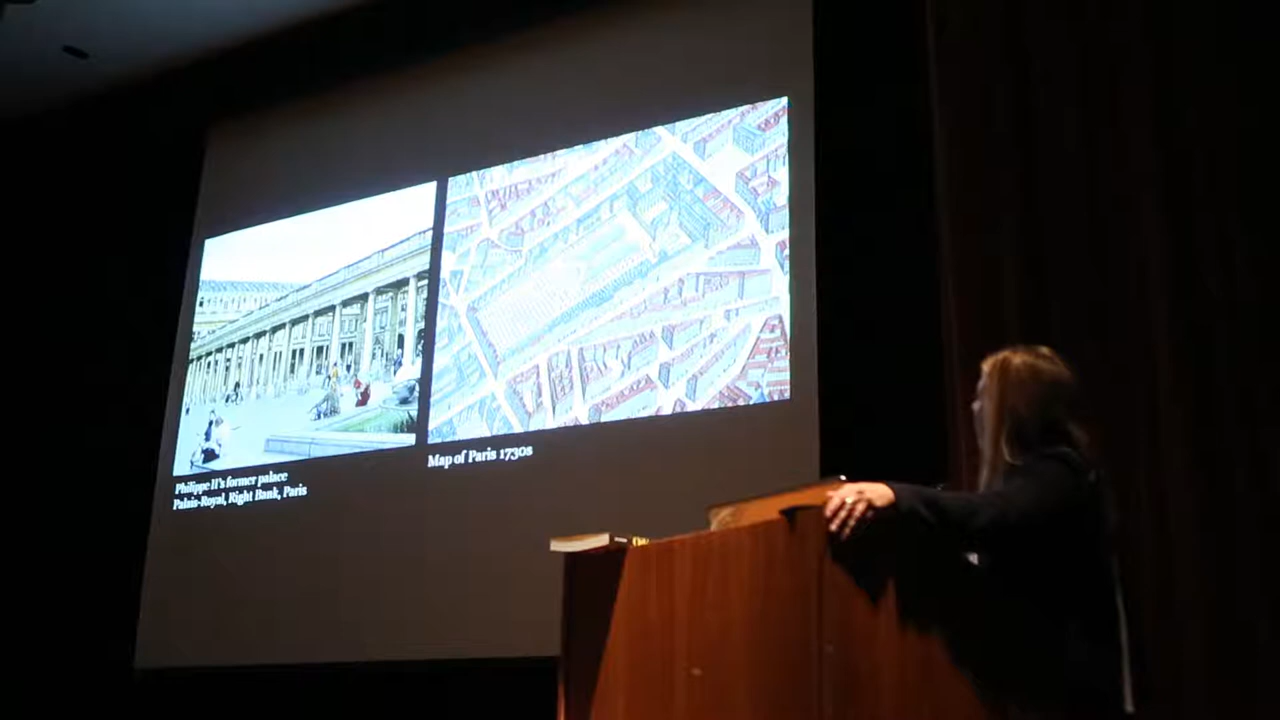 Philippe II's former palace
Palais-Royal, Right Bank, Paris
Map of Paris 1730s